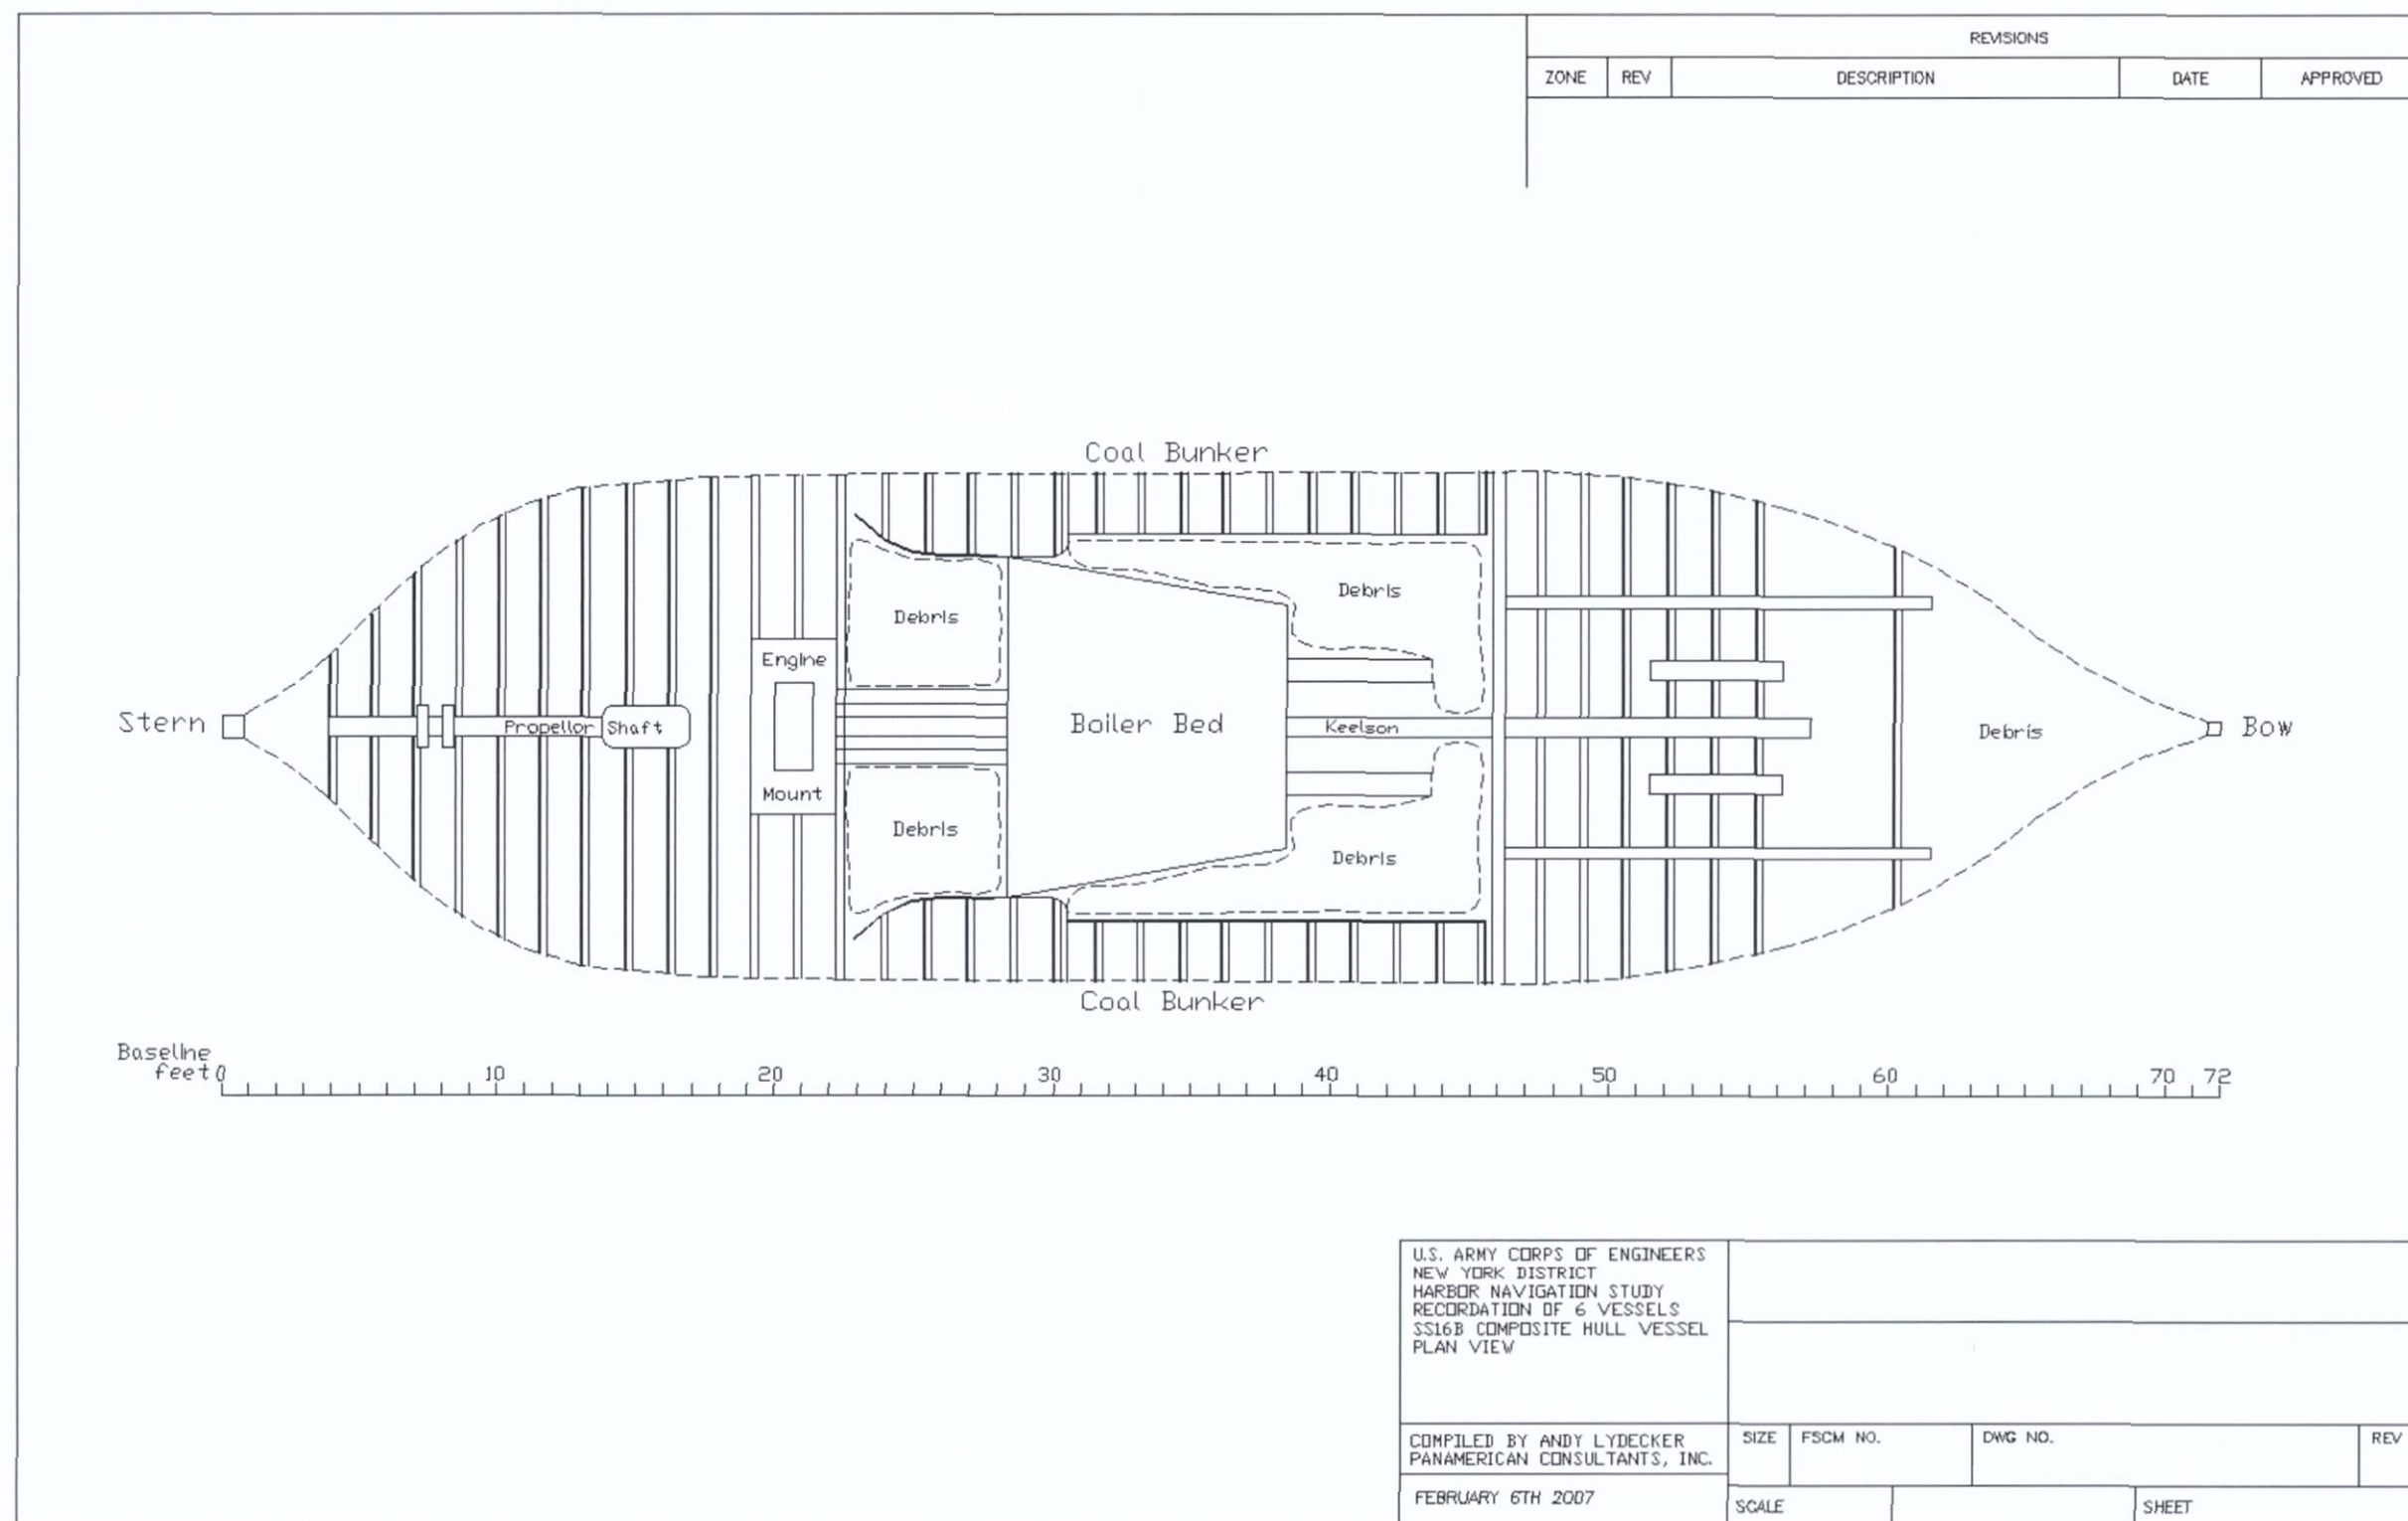 REVISIONS
ZONE REV DESCRIPTION DATE APPROVED
Coal Bunker
Debris
Debris
Engine
Stern
Propellor Shaft
Boiler Bed
Keelson
Debris
Bow
Mount
Debris
Debris
Coal Bunker
Baseline
feet 0 10 20 30 40 50 60 70 72
U.S. ARMY CORPS OF ENGINEERS
NEW YORK DISTRICT
HARBOR NAVIGATION STUDY
RECORDATION OF 6 VESSELS
SS16B COMPOSITE HULL VESSEL
PLAN VIEW
COMPILED BY ANDY LYDECKER
PANAMERICAN CONSULTANTS, INC.
SIZE FSCM NO. DWG NO. REV
FEBRUARY 6TH 2007
SCALE SHEET